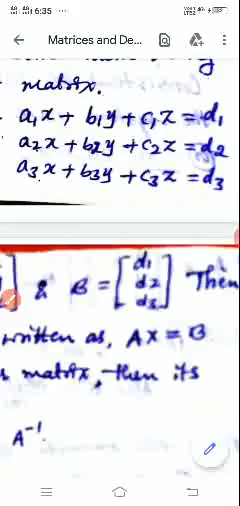 6:35
Matrices and De...
matrix.
a₁x + b₁y + c₁z = d₁
a₂x + b₂y + c₂z = d₂
a₃x + b₃y + c₃z = d₃
] & B = [d₁ d₂ d₃] Then
written as, AX = B
matrix, then its
A⁻¹.